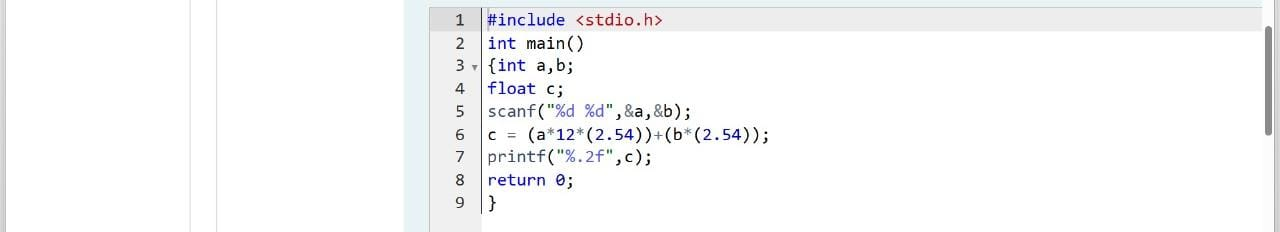 1 #include <stdio.h>
2 int main()
3 {int a,b;
4 float c;
5 scanf("%d %d",&a,&b);
6 c = (a*12*(2.54))+(b*(2.54));
7 printf("%.2f",c);
8 return 0;
9 }